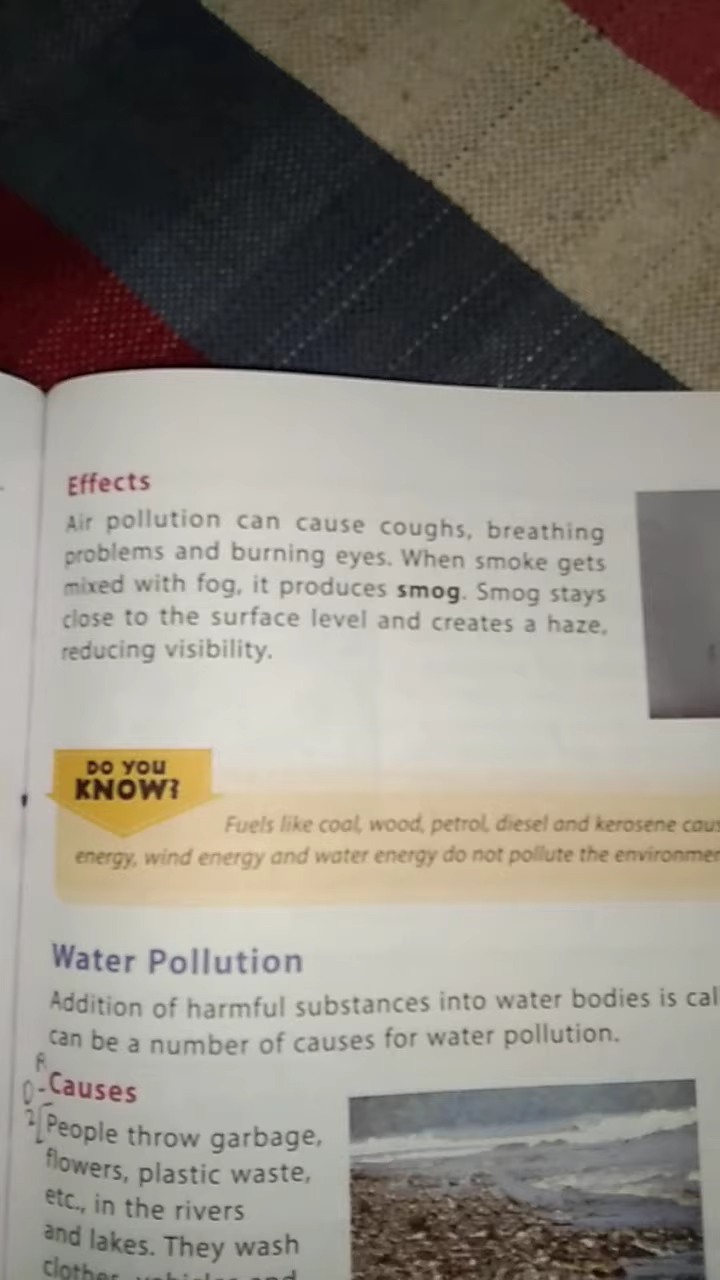 Effects
Air pollution can cause coughs, breathing
problems and burning eyes. When smoke gets
mixed with fog, it produces smog. Smog stays
close to the surface level and creates a haze,
reducing visibility.
DO YOU
KNOW?
Fuels like coal, wood, petrol, diesel and kerosene cau
energy, wind energy and water energy do not pollute the environme
Water Pollution
Addition of harmful substances into water bodies is cal
can be a number of causes for water pollution.
Causes
People throw garbage,
flowers, plastic waste,
etc., in the rivers
and lakes. They wash